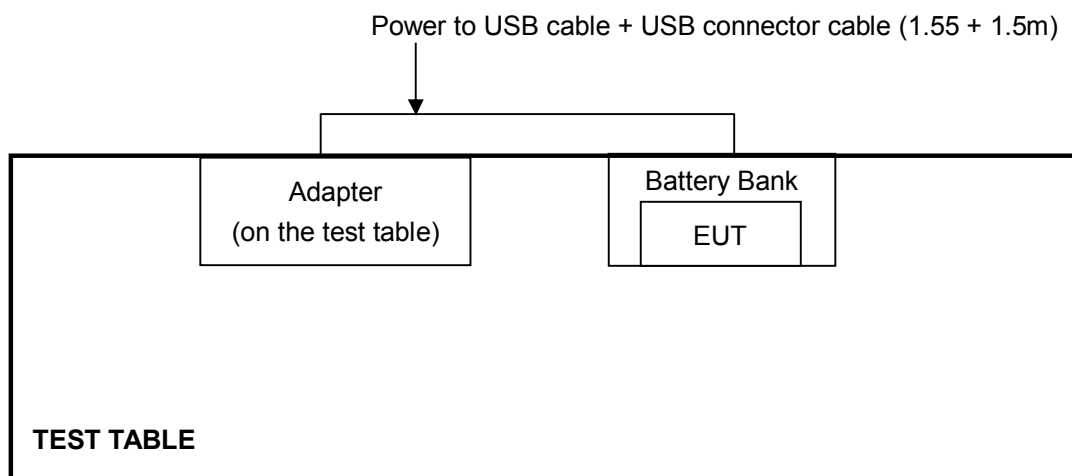 Power to USB cable + USB connector cable (1.55 + 1.5m)
Adapter
(on the test table)
Battery Bank
EUT
TEST TABLE